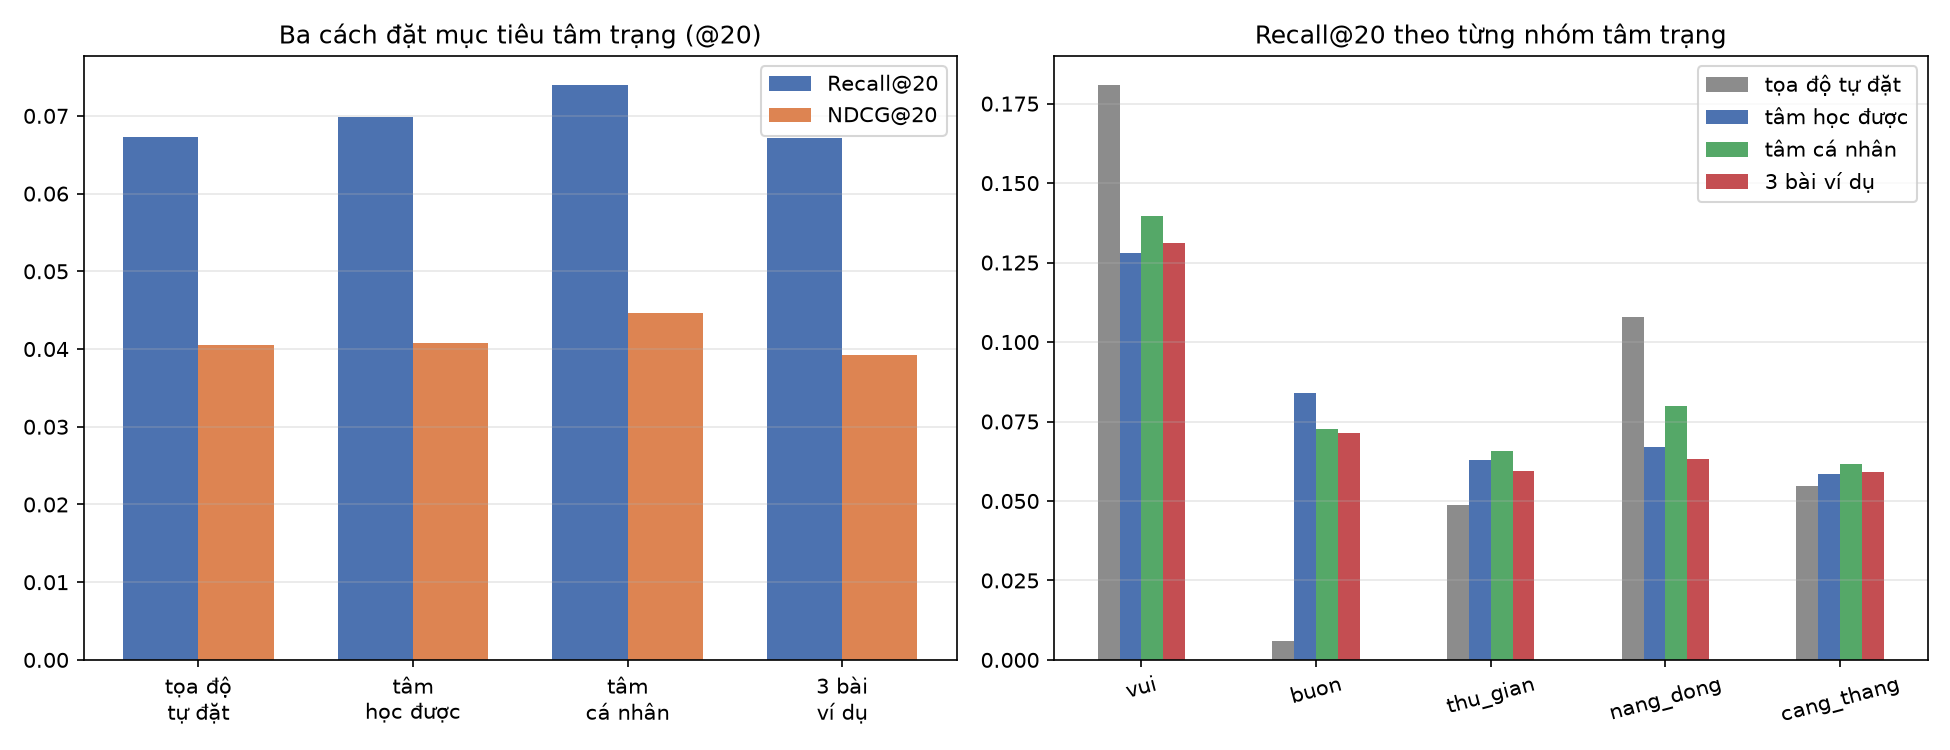 Ba cách đặt mục tiêu tâm trạng (@20)
Recall@20
NDCG@20
0.07
0.06
0.05
0.04
0.03
0.02
0.01
0.00
tọa độ
tự đặt
tâm
học được
tâm
cá nhân
3 bài
ví dụ
Recall@20 theo từng nhóm tâm trạng
tọa độ tự đặt
tâm học được
tâm cá nhân
3 bài ví dụ
0.175
0.150
0.125
0.100
0.075
0.050
0.025
0.000
vui
buon
thu_gian
nang_dong
cang_thang